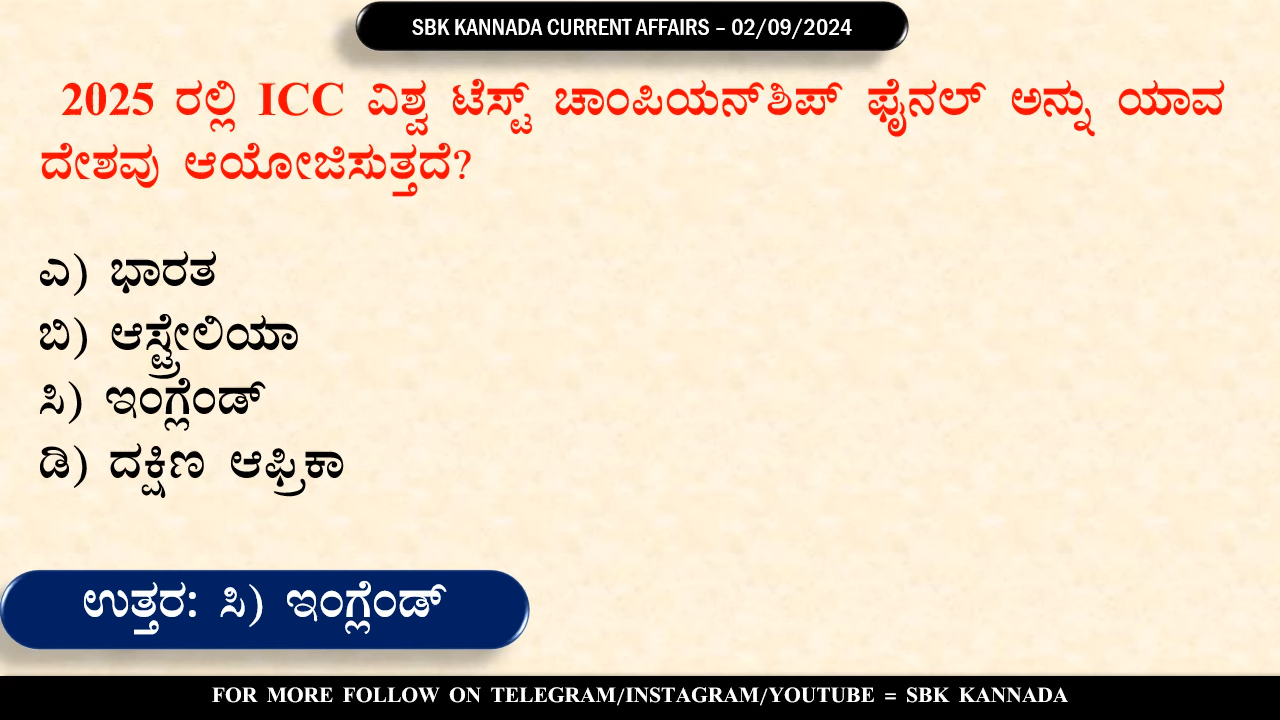 SBK KANNADA CURRENT AFFAIRS – 02/09/2024
2025 ರಲ್ಲಿ ICC ವಿಶ್ವ ಟೆಸ್ಟ್ ಚಾಂಪಿಯನ್‌ಶಿಪ್ ಫೈನಲ್ ಅನ್ನು ಯಾವ
ದೇಶವು ಆಯೋಜಿಸುತ್ತದೆ?
ಎ) ಭಾರತ
ಬಿ) ಆಸ್ಟ್ರೇಲಿಯಾ
ಸಿ) ಇಂಗ್ಲೆಂಡ್
ಡಿ) ದಕ್ಷಿಣ ಆಫ್ರಿಕಾ
ಉತ್ತರ: ಸಿ) ಇಂಗ್ಲೆಂಡ್
FOR MORE FOLLOW ON TELEGRAM/INSTAGRAM/YOUTUBE = SBK KANNADA